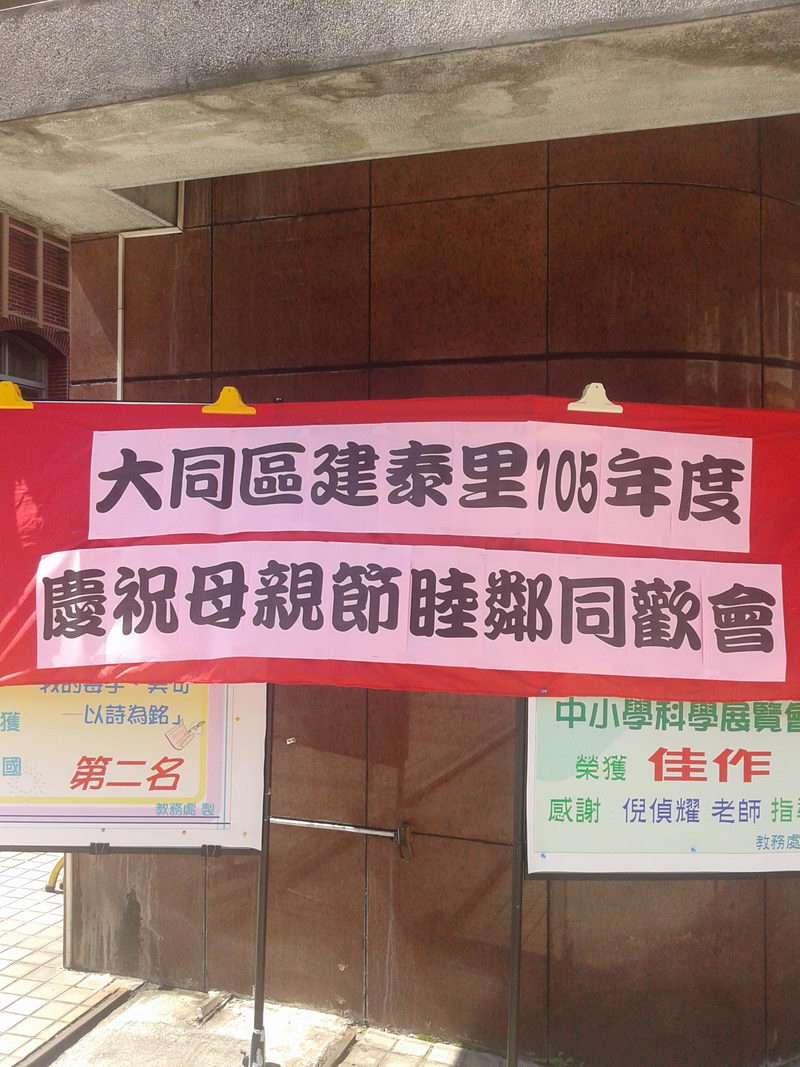 大同區建泰里105年度
慶祝母親節睦鄰同歡會
獲
以詩為銘」
國
第二名
教務處 製
中小學科學展覽會
榮獲 佳作
感謝 倪偵耀 老師 指
教務處